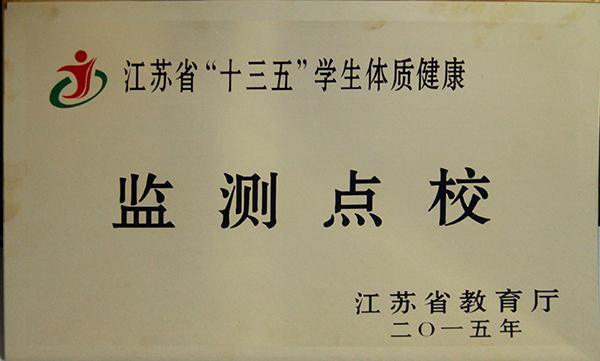 江苏省“十三五”学生体质健康
监测点校
江苏省教育厅
二〇一五年